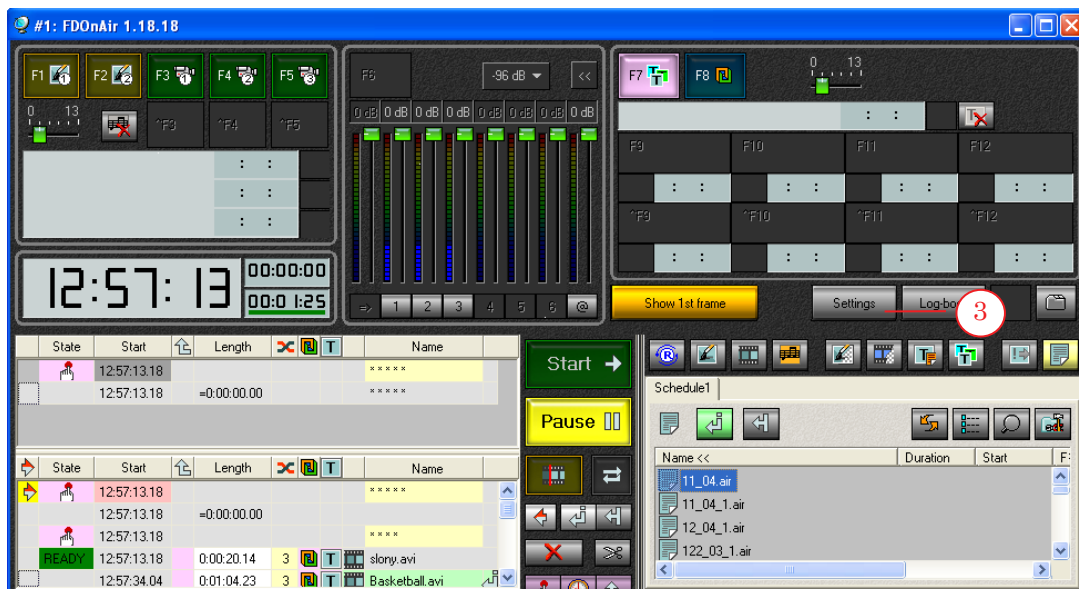 #1: FDOnAir 1.18.18
F1 1 F2 2 F3 1 F4 2 F5 3
0 13
^F3 ^F4 ^F5
: :
: :
: :
12:57:13
00:00:00
00:01:25
F6 -96 dB <<
0 dB 0 dB 0 dB 0 dB 0 dB 0 dB 0 dB 0 dB
=> 1 2 3 4 5 6 @
F7 T F8 0 13
: : T
F9 F10 F11 F12
: : : : : : : :
^F9 ^F10 ^F11 ^F12
: : : : : : : :
Show 1st frame Settings Log-bo
3
State Start Length T Name
12:57:13.18 * * * * *
12:57:13.18 =0:00:00.00
State Start Length T Name
12:57:13.18 * * * * *
12:57:13.18 =0:00:00.00
12:57:13.18 * * * *
READY 12:57:13.18 0:00:20.14 3 T slony.avi
12:57:34.04 0:01:04.23 3 T Basketball.avi
Start
Pause
R
Schedule1
Name << Duration Start F:
11_04.air
11_04_1.air
12_04_1.air
122_03_1.air